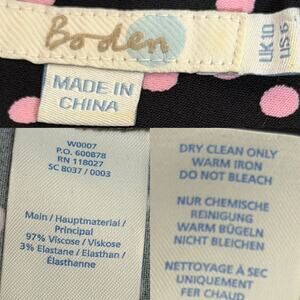 Boden
UK 10
US 6
MADE IN
CHINA
W0007
P.O. 600878
RN 118027
SC 8037 / 0003
Main / Hauptmaterial /
Principal
97% Viscose / Viskose
3% Elastane / Elasthan /
Élasthanne
DRY CLEAN ONLY
WARM IRON
DO NOT BLEACH
NUR CHEMISCHE
REINIGUNG
WARM BÜGELN
NICHT BLEICHEN
NETTOYAGE À SEC
UNIQUEMENT
FER CHAUD